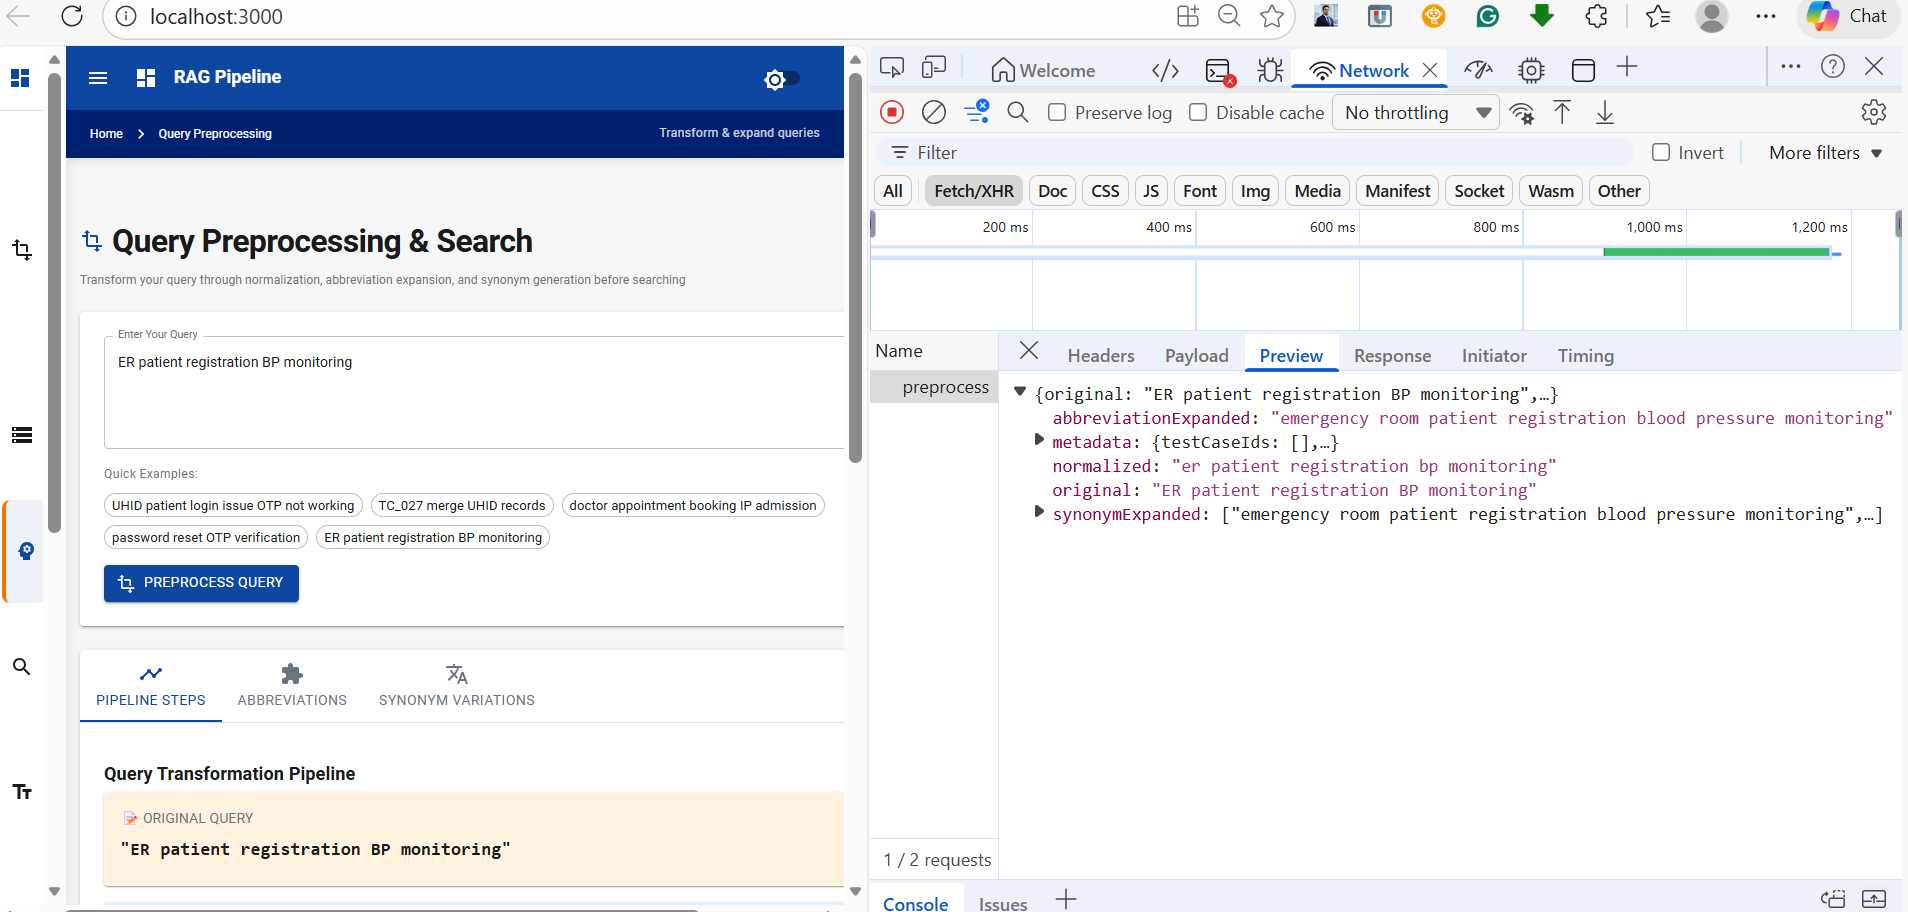 localhost:3000
Chat
RAG Pipeline
Home
Query Preprocessing
Transform & expand queries
Query Preprocessing & Search
Transform your query through normalization, abbreviation expansion, and synonym generation before searching
Enter Your Query
ER patient registration BP monitoring
Quick Examples:
UHID patient login issue OTP not working
TC_027 merge UHID records
doctor appointment booking IP admission
password reset OTP verification
ER patient registration BP monitoring
PREPROCESS QUERY
PIPELINE STEPS
ABBREVIATIONS
SYNONYM VARIATIONS
Query Transformation Pipeline
ORIGINAL QUERY
"ER patient registration BP monitoring"
Welcome
Network
Preserve log
Disable cache
No throttling
Filter
Invert
More filters
All
Fetch/XHR
Doc
CSS
JS
Font
Img
Media
Manifest
Socket
Wasm
Other
200 ms
400 ms
600 ms
800 ms
1,000 ms
1,200 ms
Name
Headers
Payload
Preview
Response
Initiator
Timing
preprocess
{original: "ER patient registration BP monitoring",…}
abbreviationExpanded: "emergency room patient registration blood pressure monitoring"
metadata: {testCaseIds: [],…}
normalized: "er patient registration bp monitoring"
original: "ER patient registration BP monitoring"
synonymExpanded: ["emergency room patient registration blood pressure monitoring",…]
1 / 2 requests
Console
Issues